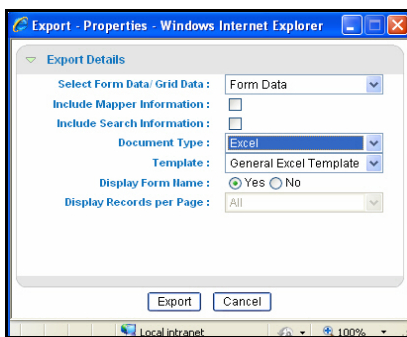 Export - Properties - Windows Internet Explorer
Export Details
Select Form Data/ Grid Data : Form Data
Include Mapper Information :
Include Search Information :
Document Type : Excel
Template : General Excel Template
Display Form Name : Yes No
Display Records per Page : All
Export Cancel
Local intranet 100%